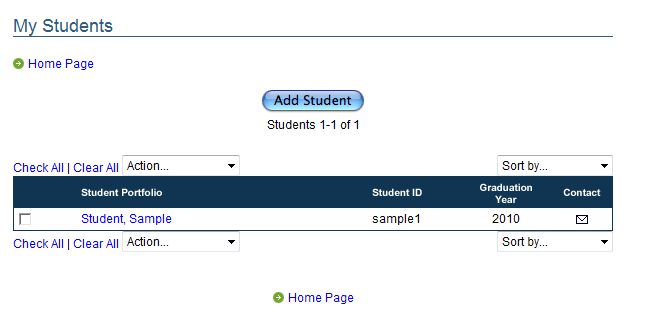 My Students
Home Page
Add Student
Students 1-1 of 1
Check All | Clear All Action... Sort by...
Student Portfolio Student ID Graduation Year Contact
Student, Sample sample1 2010
Check All | Clear All Action... Sort by...
Home Page